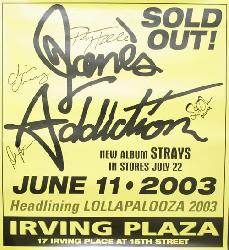 SOLD
OUT!
Jane's
Addiction
NEW ALBUM STRAYS
IN STORES JULY 22
JUNE 11 • 2003
Headlining LOLLAPALOOZA 2003
IRVING PLAZA
17 IRVING PLACE AT 15TH STREET